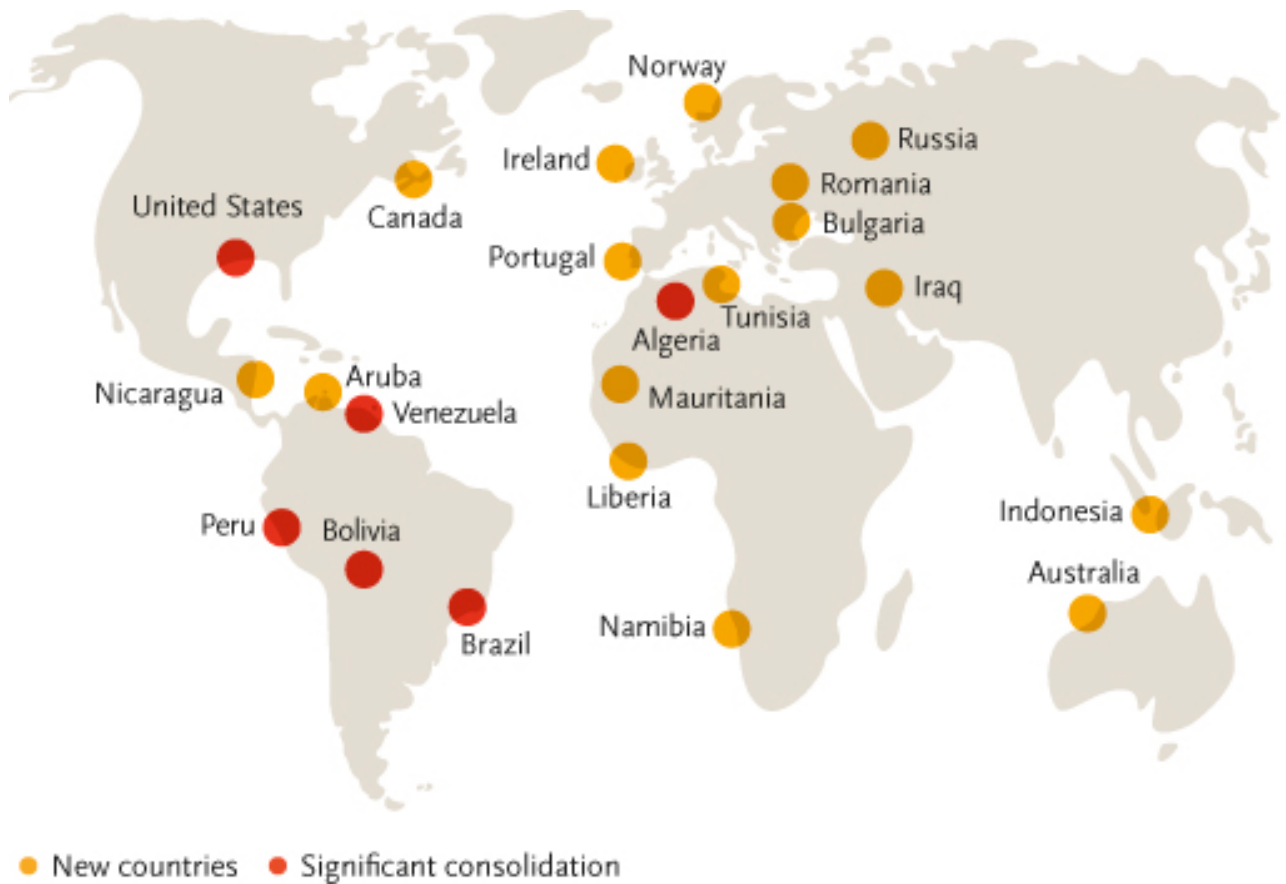 Norway
Russia
Ireland
Romania
United States
Canada
Bulgaria
Portugal
Iraq
Tunisia
Algeria
Aruba
Nicaragua
Mauritania
Venezuela
Liberia
Indonesia
Peru
Bolivia
Australia
Namibia
Brazil
New countries
Significant consolidation